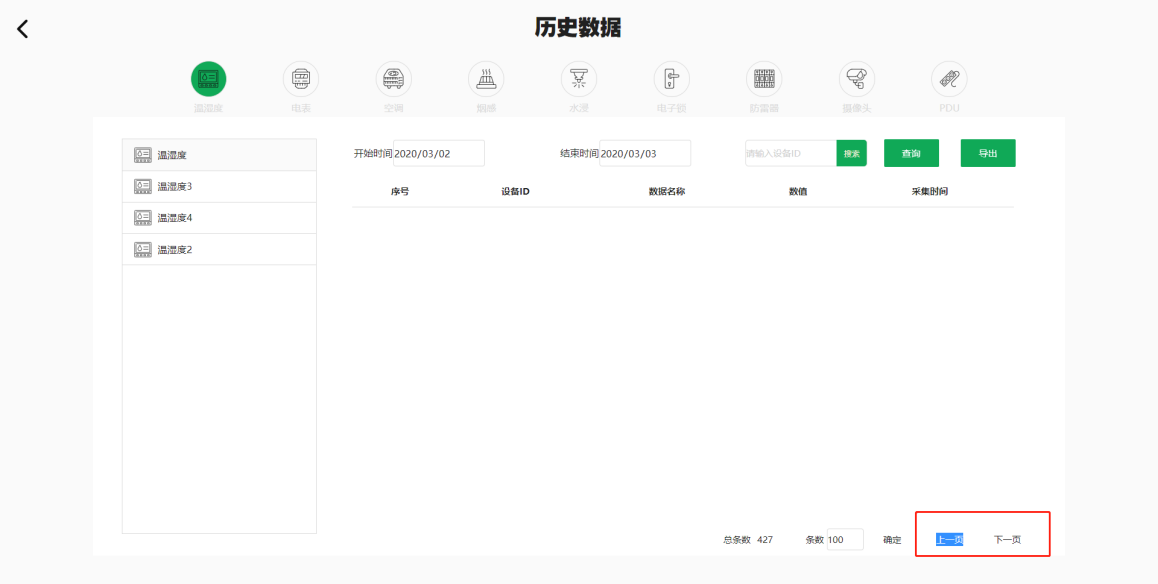 历史数据
温湿度 电表 空调 烟感 水浸 电子锁 防雷器 摄像头 PDU
温湿度
温湿度3
温湿度4
温湿度2
开始时间 2020/03/02 结束时间 2020/03/03 请输入设备ID 搜索 查询 导出
序号 设备ID 数据名称 数值 采集时间
总条数 427 条数 100 确定 上一页 下一页